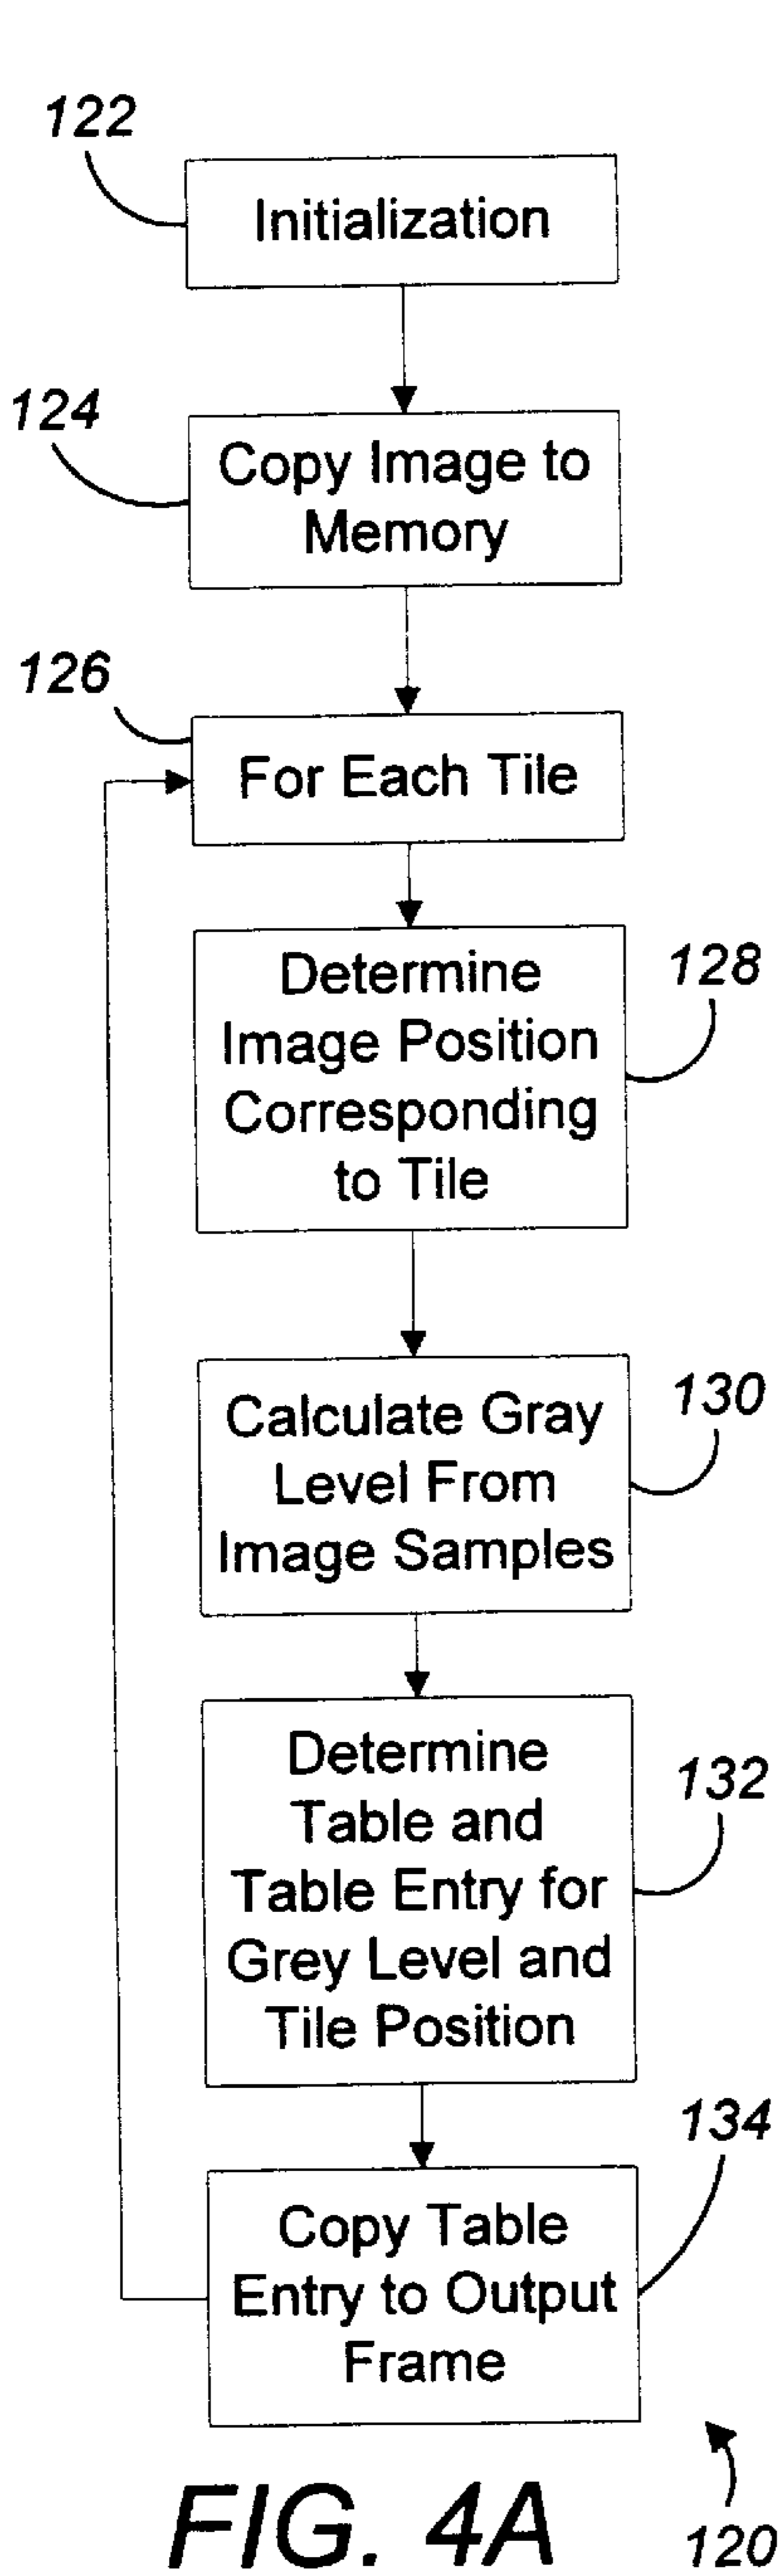 122
Initialization
124
Copy Image to
Memory
126
For Each Tile
Determine
Image Position
Corresponding
to Tile
128
Calculate Gray
Level From
Image Samples
130
Determine
Table and
Table Entry for
Grey Level and
Tile Position
132
Copy Table
Entry to Output
Frame
134
FIG. 4A
120